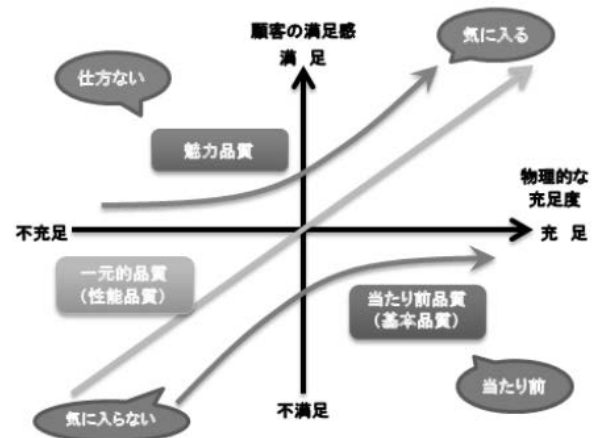 顧客の満足感
満 足
気に入る
仕方ない
魅力品質
物理的な
充足度
不充足
充 足
一元的品質
(性能品質)
当たり前品質
(基本品質)
当たり前
気に入らない
不満足